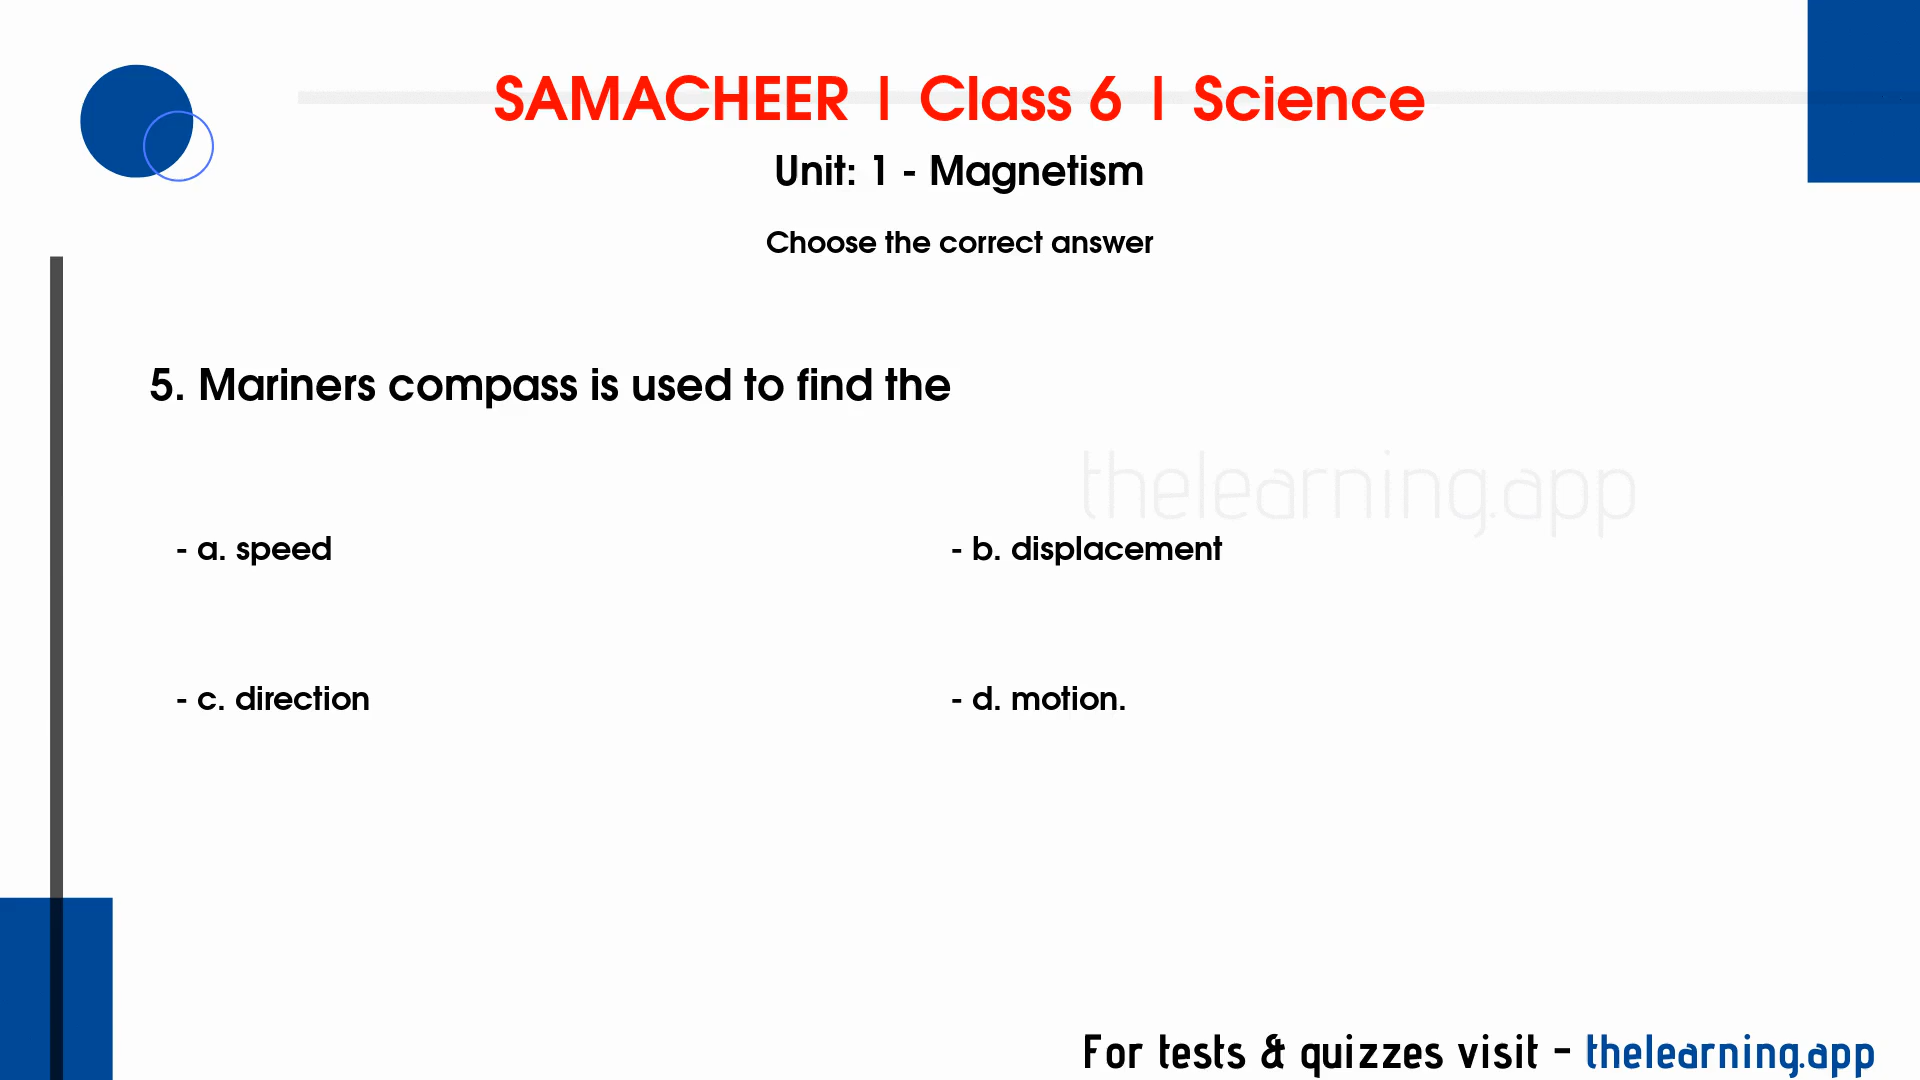 SAMACHEER | Class 6 | Science
Unit: 1 - Magnetism
Choose the correct answer
5. Mariners compass is used to find the
thelearning.app
- a. speed
- b. displacement
- c. direction
- d. motion.
For tests & quizzes visit - thelearning.app